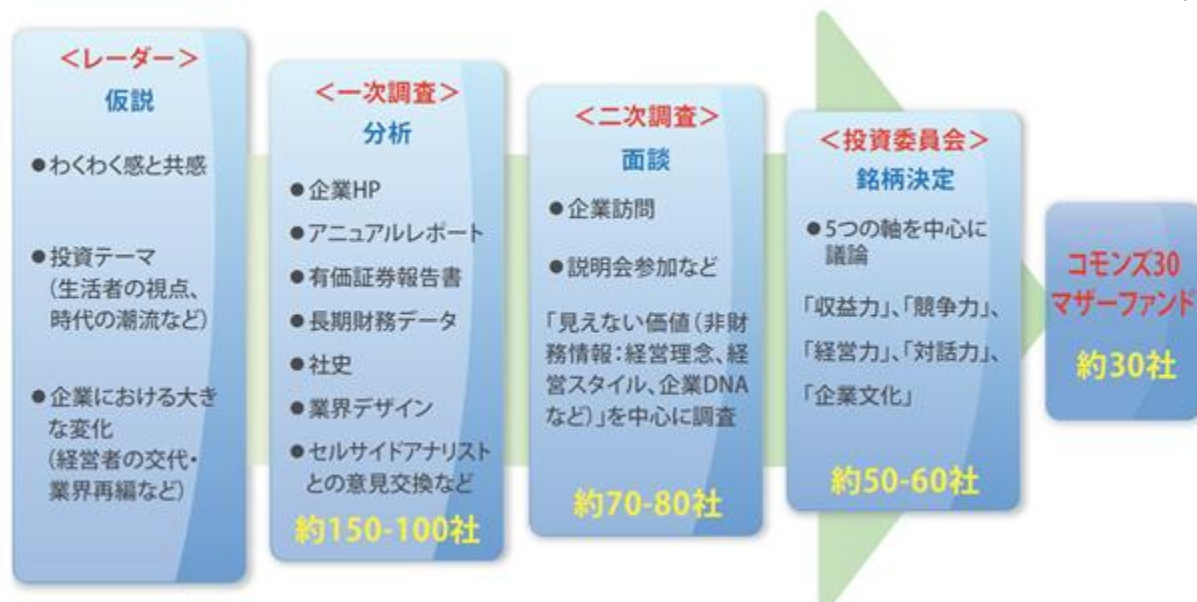 ＜レーダー＞
仮説
●わくわく感と共感
●投資テーマ
(生活者の視点、
時代の潮流など)
●企業における大き
な変化
(経営者の交代・
業界再編など)
＜一次調査＞
分析
●企業HP
●アニュアルレポート
●有価証券報告書
●長期財務データ
●社史
●業界デザイン
●セルサイドアナリスト
との意見交換など
約150-100社
＜二次調査＞
面談
●企業訪問
●説明会参加など
「見えない価値(非財
務情報：経営理念、経
営スタイル、企業DNA
など)」を中心に調査
約70-80社
＜投資委員会＞
銘柄決定
●5つの軸を中心に
議論
「収益力」、「競争力」、
「経営力」、「対話力」、
「企業文化」
約50-60社
コモンズ30
マザーファンド
約30社